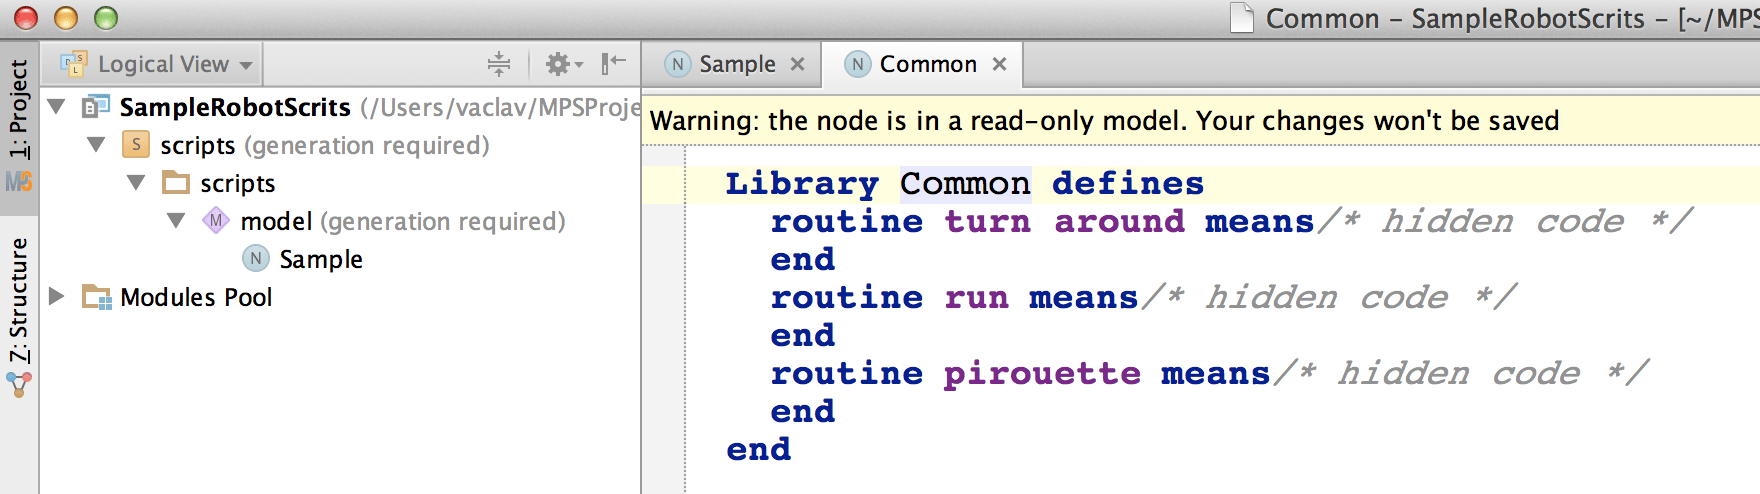 Common – SampleRobotScrits – [~/MPS
1: Project
7: Structure
Logical View
SampleRobotScrits (/Users/vaclav/MPSProje
S scripts (generation required)
scripts
M model (generation required)
N Sample
Modules Pool
N Sample
N Common
Warning: the node is in a read-only model. Your changes won't be saved
Library Common defines
routine turn around means/* hidden code */
end
routine run means/* hidden code */
end
routine pirouette means/* hidden code */
end
end